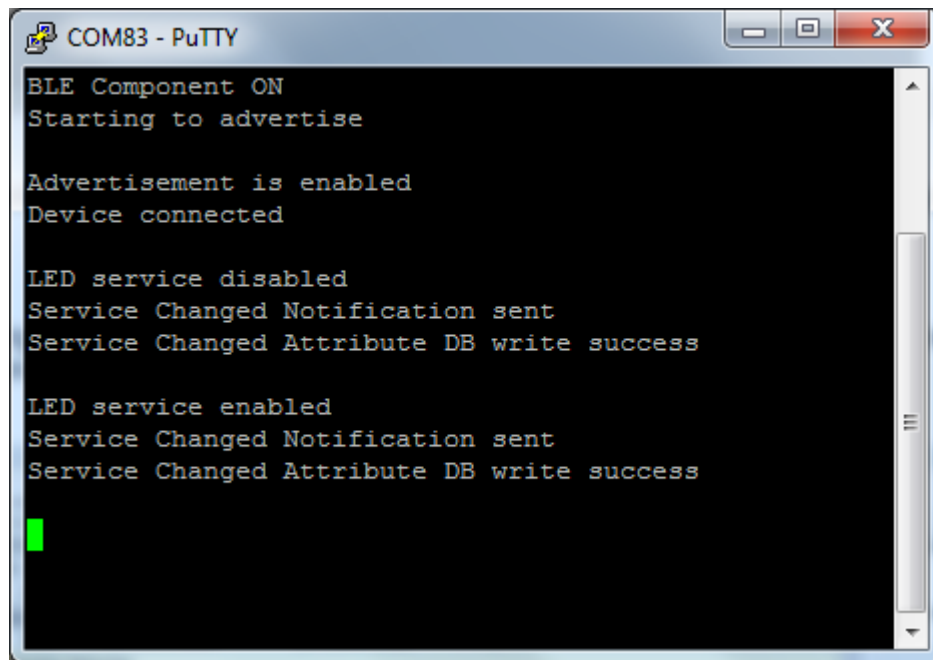 COM83 - PuTTY
BLE Component ON
Starting to advertise
Advertisement is enabled
Device connected
LED service disabled
Service Changed Notification sent
Service Changed Attribute DB write success
LED service enabled
Service Changed Notification sent
Service Changed Attribute DB write success